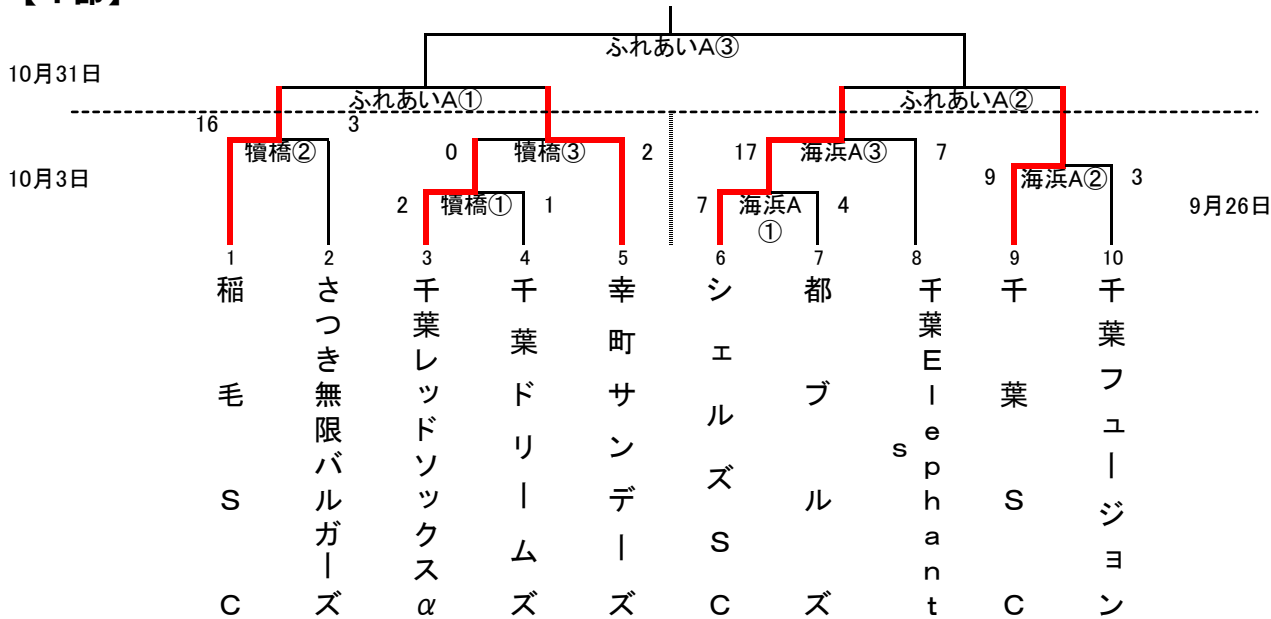 ふれあいA③
10月31日
ふれあいA①
ふれあいA②
16
3
犢橋②
0
犢橋③
2
17
海浜A③
7
10月3日
9
海浜A②
3
2
犢橋①
1
7
海浜A
①
4
9月26日
1
2
3
4
5
6
7
8
9
10
稲毛SC
さつき無限バルガーズ
千葉レッドソックスα
千葉ドリームズ
幸町サンデーズ
シェルズSC
都ブルズ
千葉Elephants
千葉SC
千葉フュージョン